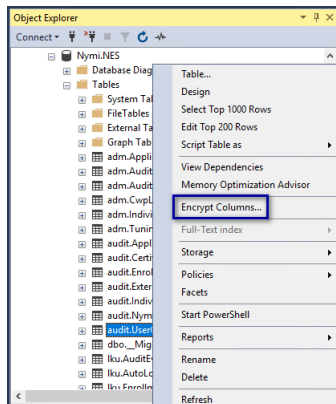 Object Explorer
Connect
Nymi.NES
Database Diag
Tables
System Tal
FileTables
External Ta
Graph Tab
adm.Appli
adm.Audit
adm.Audit
adm.CwpL
adm.Indivi
adm.Tunin
audit.Appl
audit.Certi
audit.Enrol
audit.Exter
audit.Indiv
audit.Nym
audit.User
dbo.__Mig
lku.AuditE
lku.AutoLo
lku.Enrollm
Table...
Design
Select Top 1000 Rows
Edit Top 200 Rows
Script Table as
View Dependencies
Memory Optimization Advisor
Encrypt Columns...
Full-Text index
Storage
Policies
Facets
Start PowerShell
Reports
Rename
Delete
Refresh